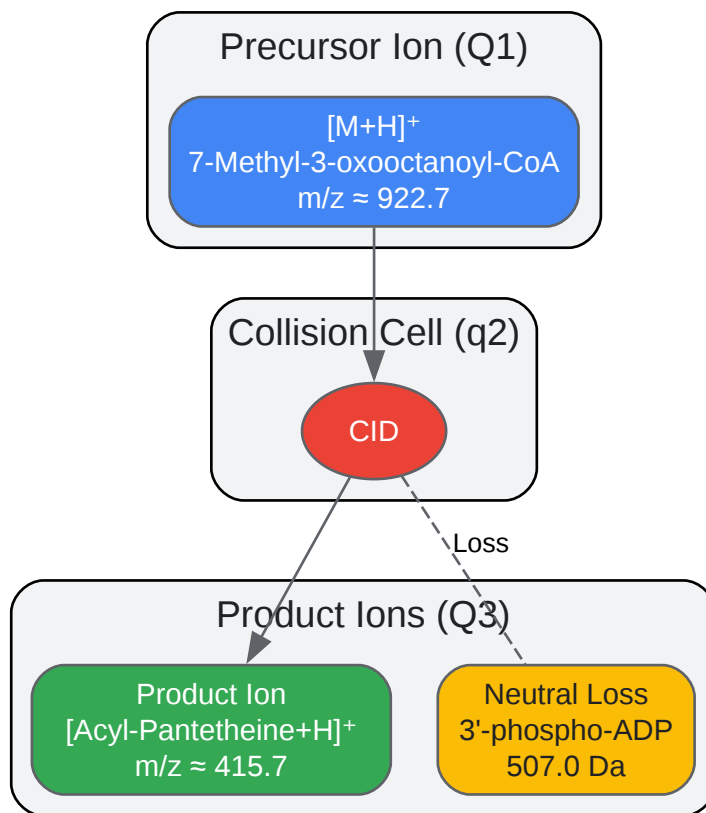 Precursor Ion (Q1)
[M+H]⁺
7-Methyl-3-oxooctanoyl-CoA
m/z ≈ 922.7
Collision Cell (q2)
CID
Loss
Product Ions (Q3)
Product Ion
[Acyl-Pantetheine+H]⁺
m/z ≈ 415.7
Neutral Loss
3'-phospho-ADP
507.0 Da